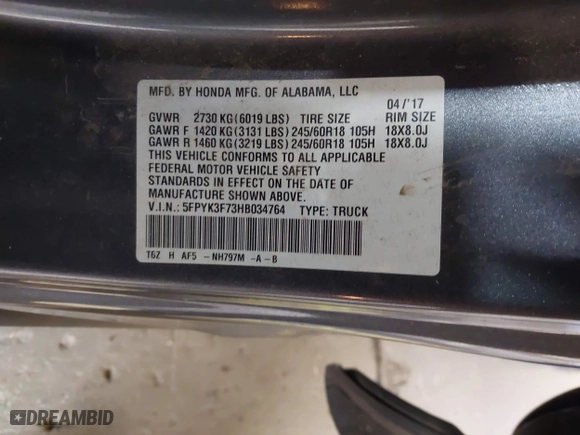 MFD. BY HONDA MFG. OF ALABAMA, LLC 04/'17
GVWR 2730 KG(6019 LBS) TIRE SIZE RIM SIZE
GAWR F 1420 KG(3131 LBS)245/60R18 105H 18X8.0J
GAWR R 1460 KG(3219 LBS)245/60R18 105H 18X8.0J
THIS VEHICLE CONFORMS TO ALL APPLICABLE
FEDERAL MOTOR VEHICLE SAFETY
STANDARDS IN EFFECT ON THE DATE OF
MANUFACTURE SHOWN ABOVE.
V.I.N.: 5FPYK3F73HB034764 TYPE: TRUCK
T6Z H AF5 -NH797M -A-B
DREAMBID